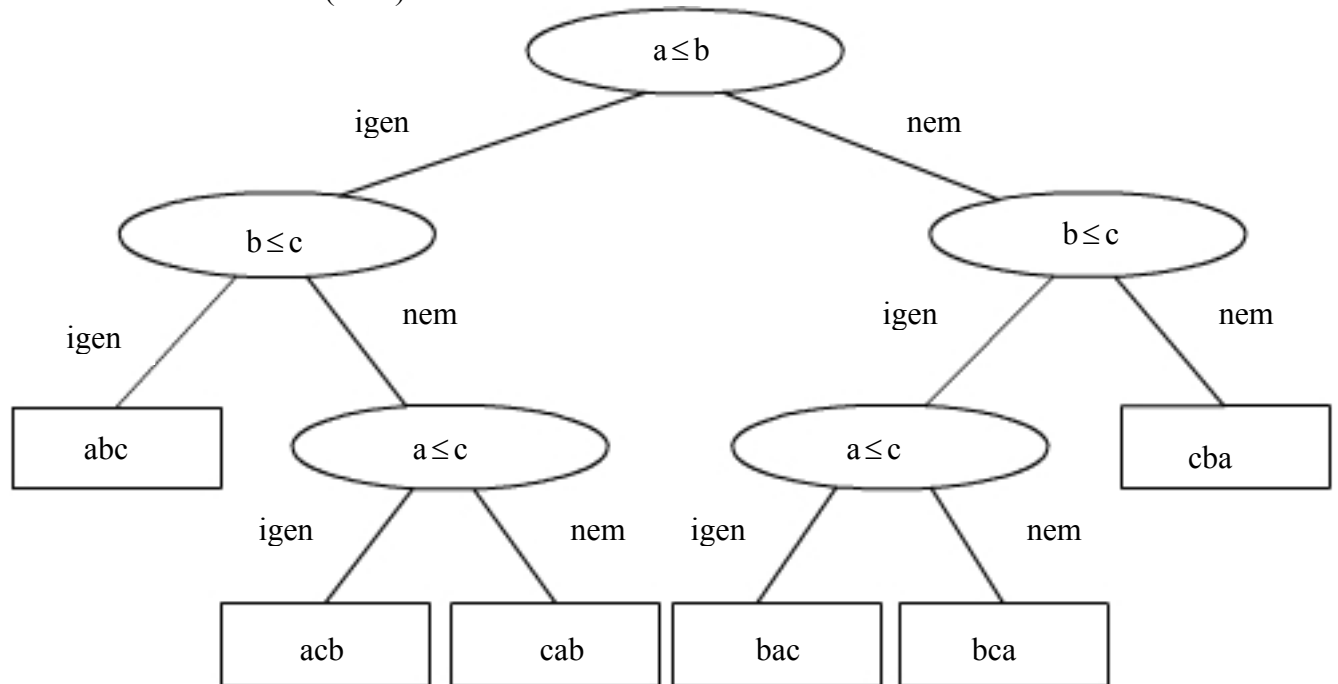 a ≤ b
igen
nem
b ≤ c
b ≤ c
igen
nem
igen
nem
abc
a ≤ c
a ≤ c
cba
igen
nem
igen
nem
acb
cab
bac
bca